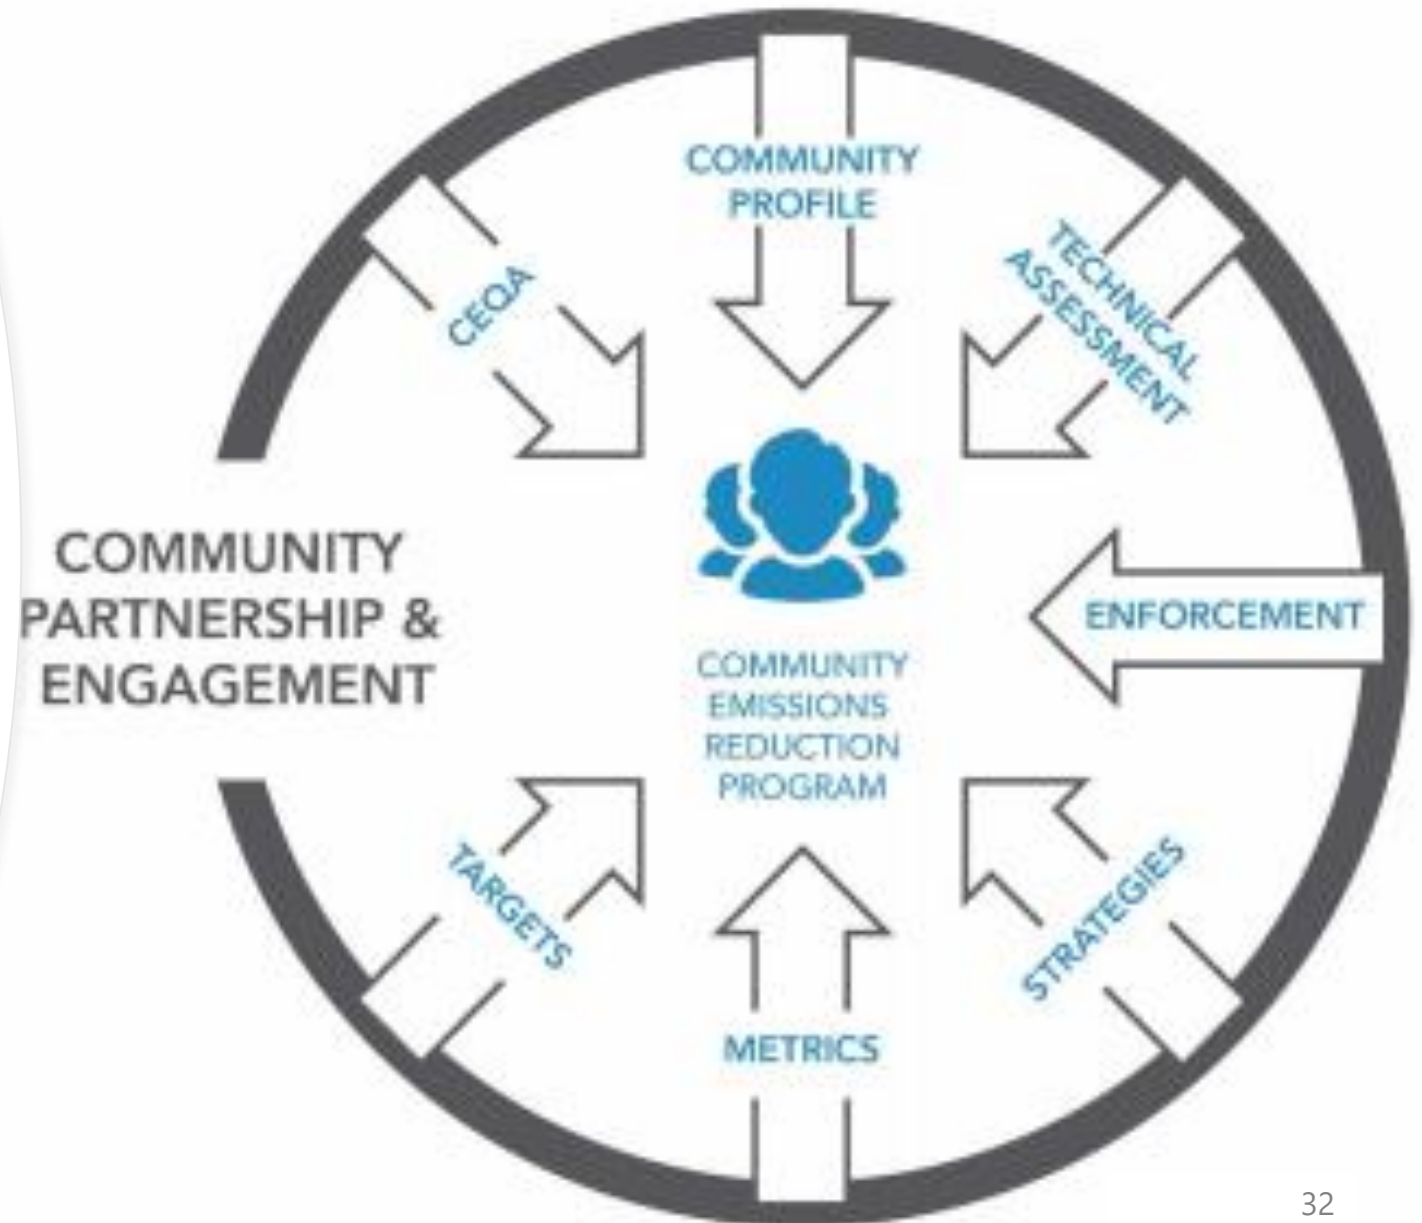 COMMUNITY
PROFILE
TECHNICAL
ASSESSMENT
CEQA
COMMUNITY
PARTNERSHIP &
ENGAGEMENT
ENFORCEMENT
COMMUNITY
EMISSIONS
REDUCTION
PROGRAM
TARGETS
STRATEGIES
METRICS
32